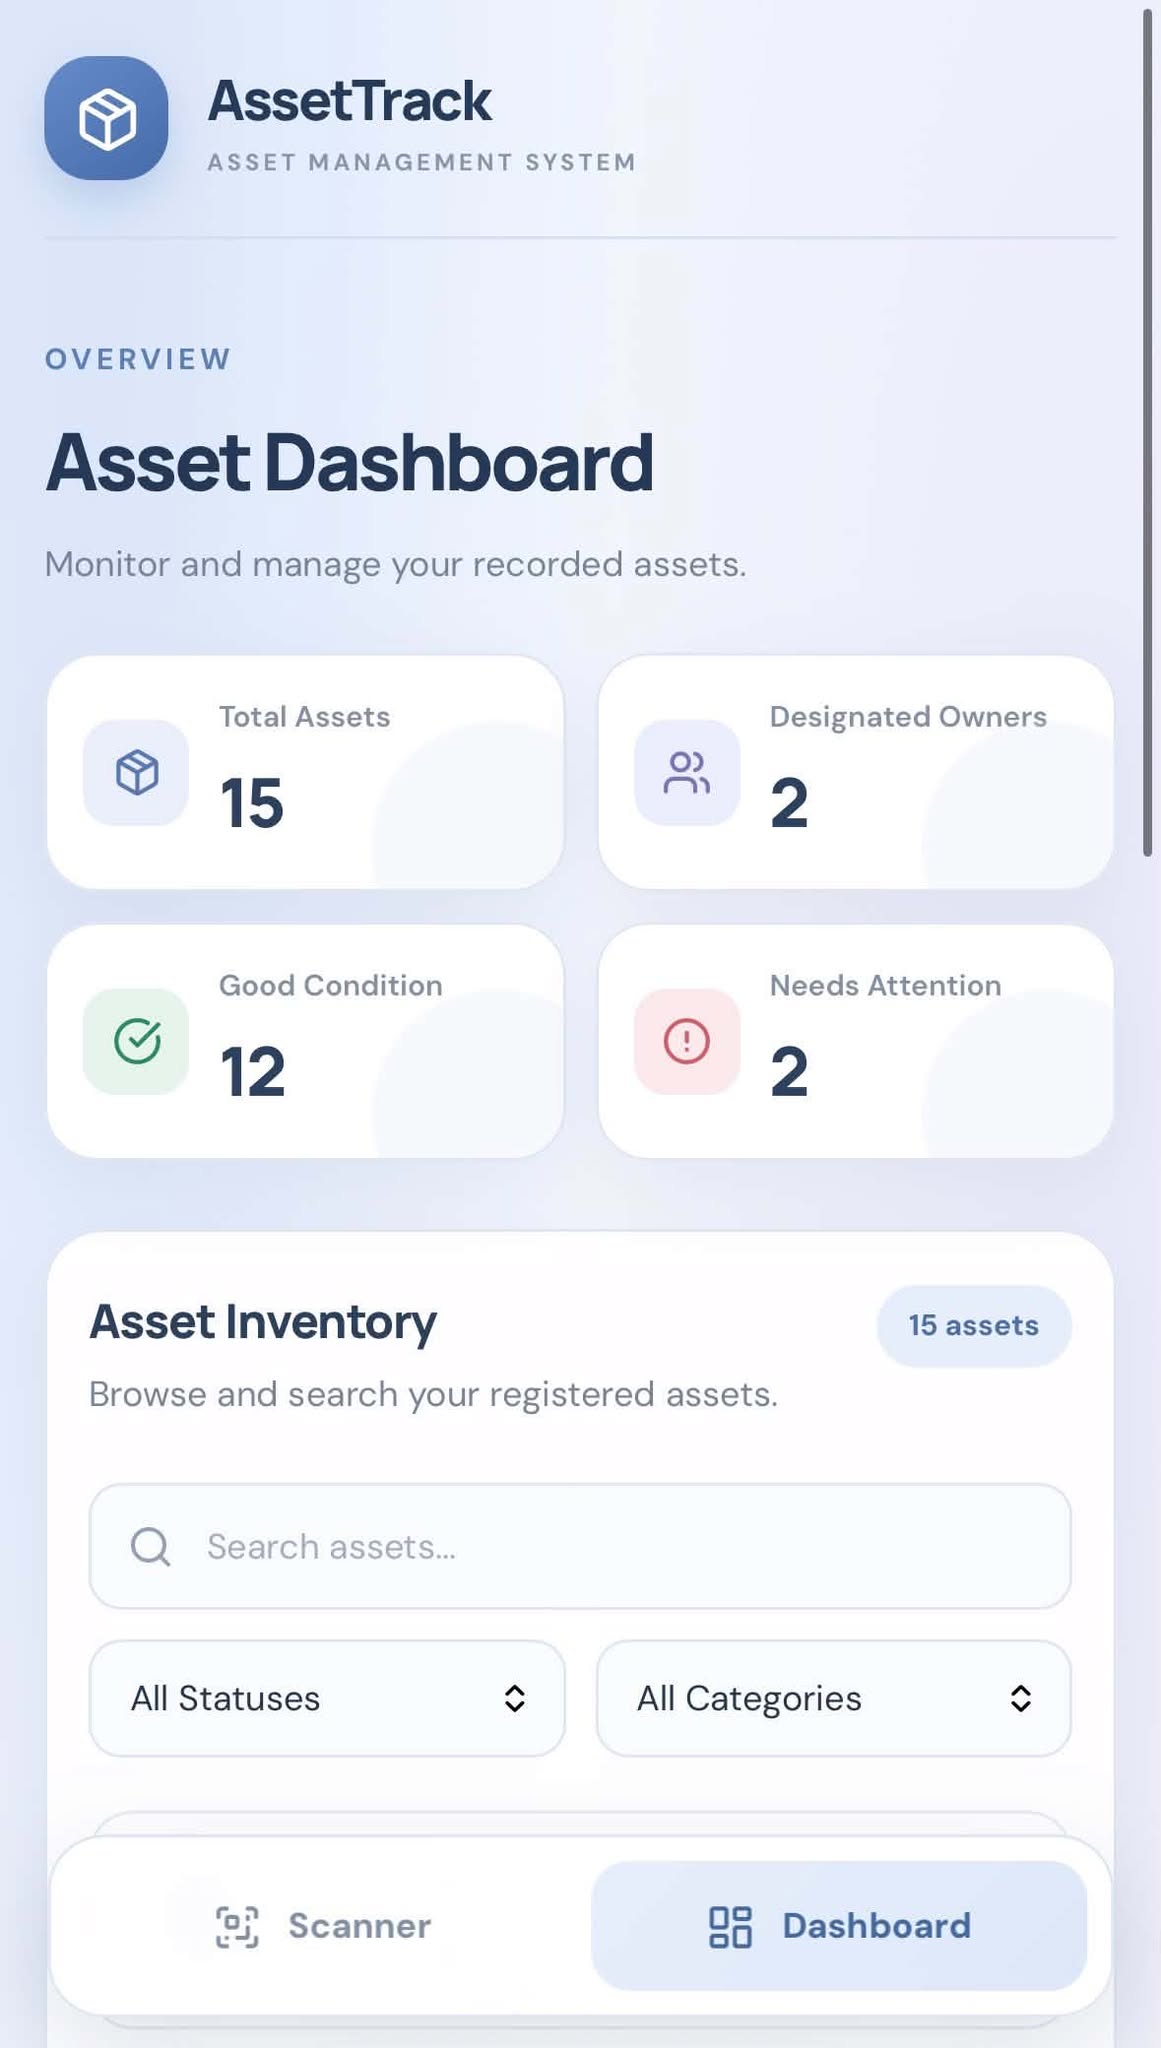 AssetTrack
ASSET MANAGEMENT SYSTEM
OVERVIEW
Asset Dashboard
Monitor and manage your recorded assets.
Total Assets
15
Designated Owners
2
Good Condition
12
Needs Attention
2
Asset Inventory
15 assets
Browse and search your registered assets.
Search assets...
All Statuses
All Categories
Scanner
Dashboard